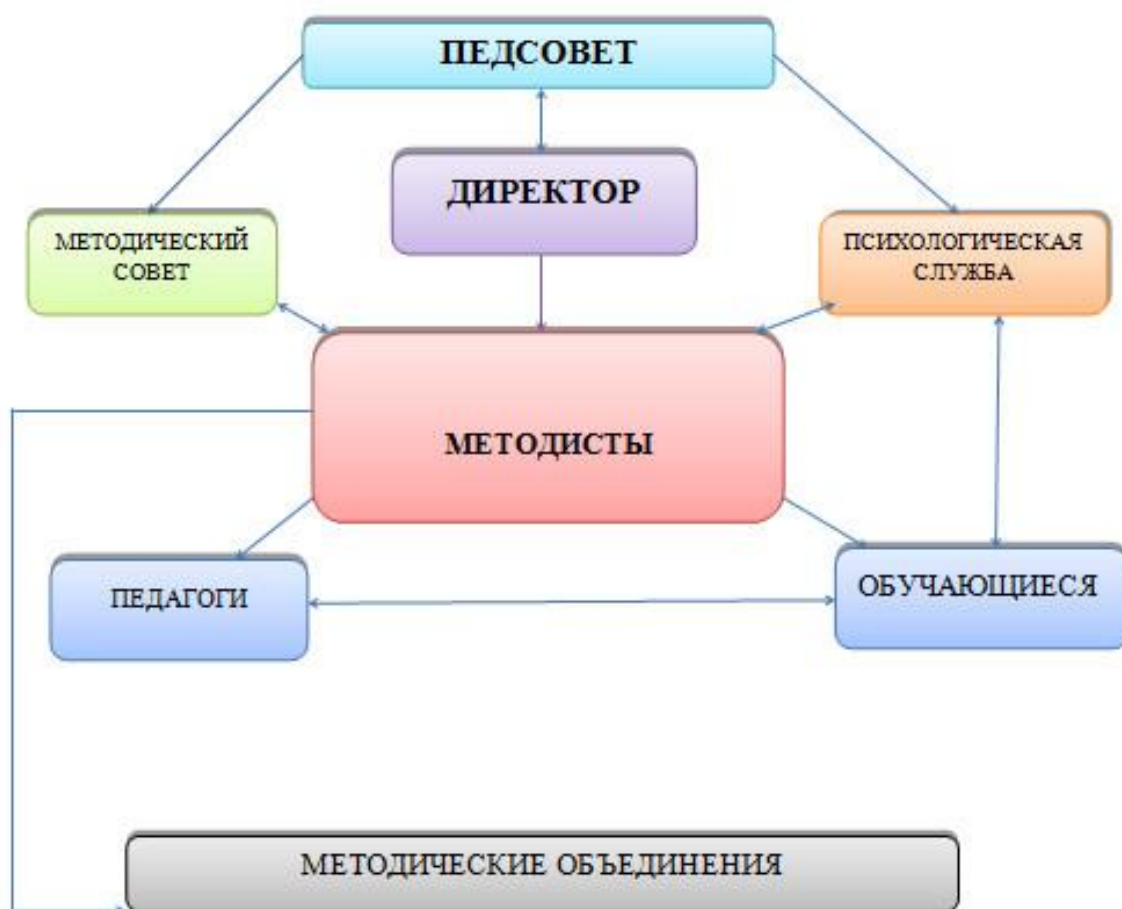 ПЕДСОВЕТ
ДИРЕКТОР
МЕТОДИЧЕСКИЙ
СОВЕТ
ПСИХОЛОГИЧЕСКАЯ
СЛУЖБА
МЕТОДИСТЫ
ПЕДАГОГИ
ОБУЧАЮЩИЕСЯ
МЕТОДИЧЕСКИЕ ОБЪЕДИНЕНИЯ